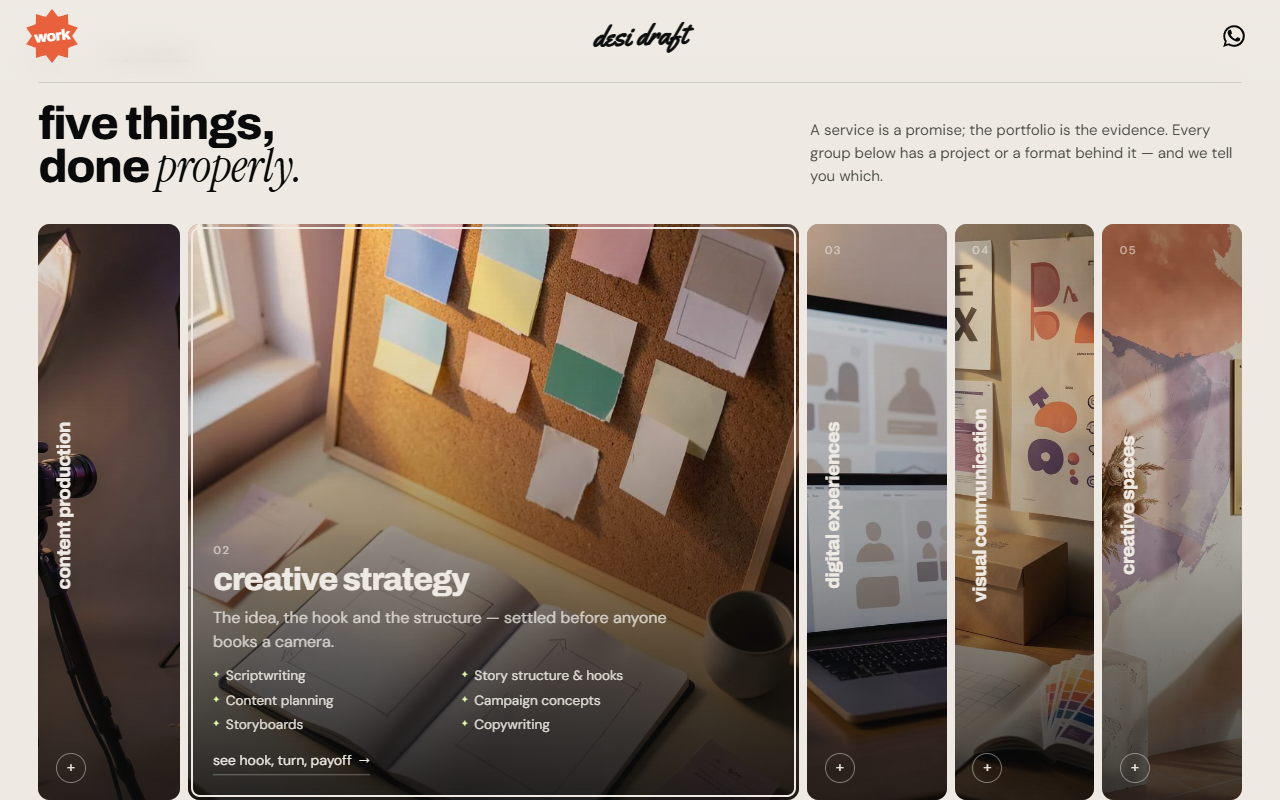 work
desi draft
five things,
done properly.
A service is a promise; the portfolio is the evidence. Every
group below has a project or a format behind it — and we tell
you which.
01
content production
+
02
creative strategy
The idea, the hook and the structure — settled before anyone
books a camera.
✦ Scriptwriting
✦ Story structure & hooks
✦ Content planning
✦ Campaign concepts
✦ Storyboards
✦ Copywriting
see hook, turn, payoff →
03
digital experiences
+
04
E
X
visual communication
+
05
creative spaces
+